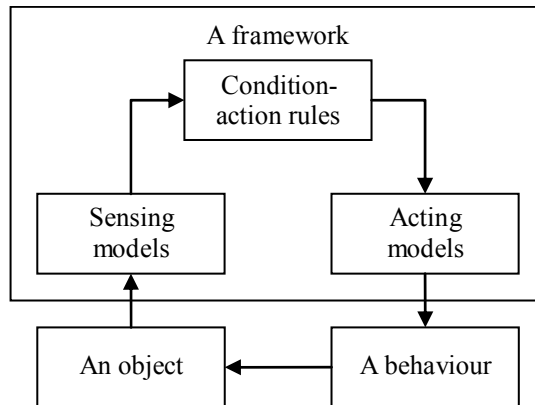 A framework
Condition-
action rules
Sensing
models
Acting
models
An object
A behaviour